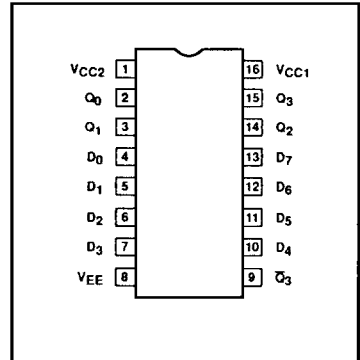 VCC2 1 16 VCC1
Q0 2 15 Q3
Q1 3 14 Q2
D0 4 13 D7
D1 5 12 D6
D2 6 11 D5
D3 7 10 D4
VEE 8 9 Q̅3